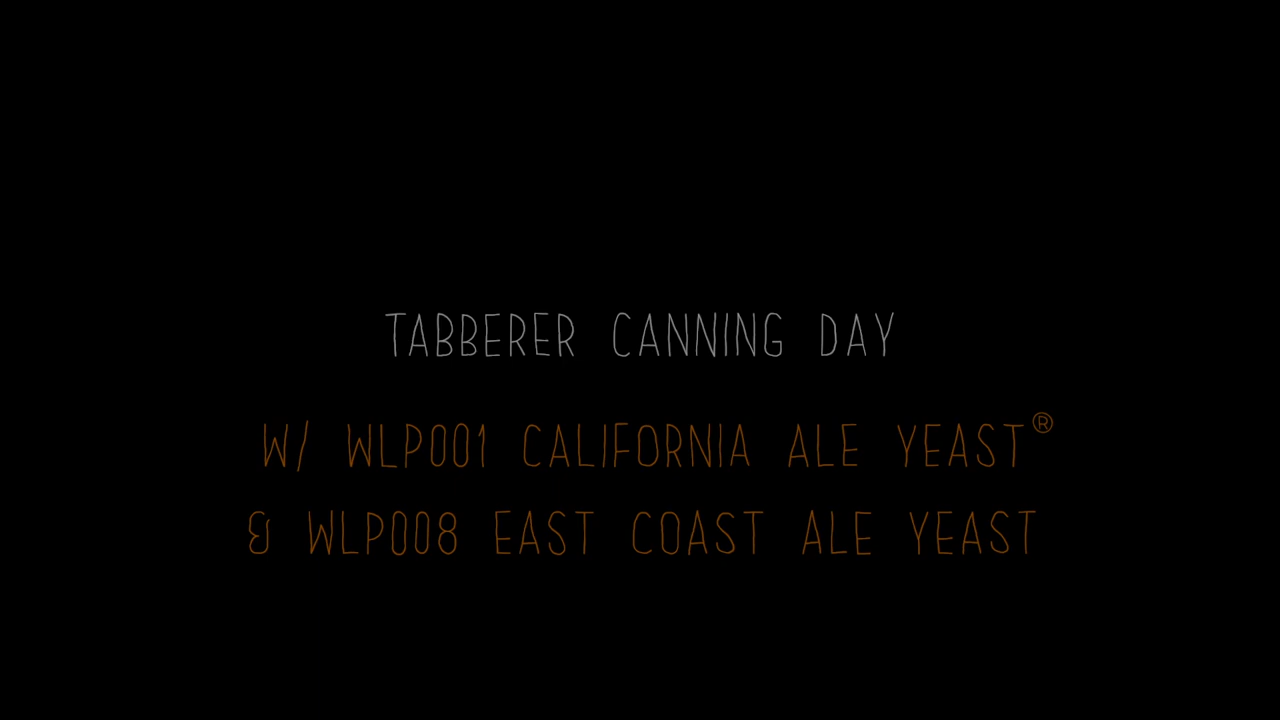 TABBERER CANNING DAY
W/ WLP001 CALIFORNIA ALE YEAST®
& WLP008 EAST COAST ALE YEAST